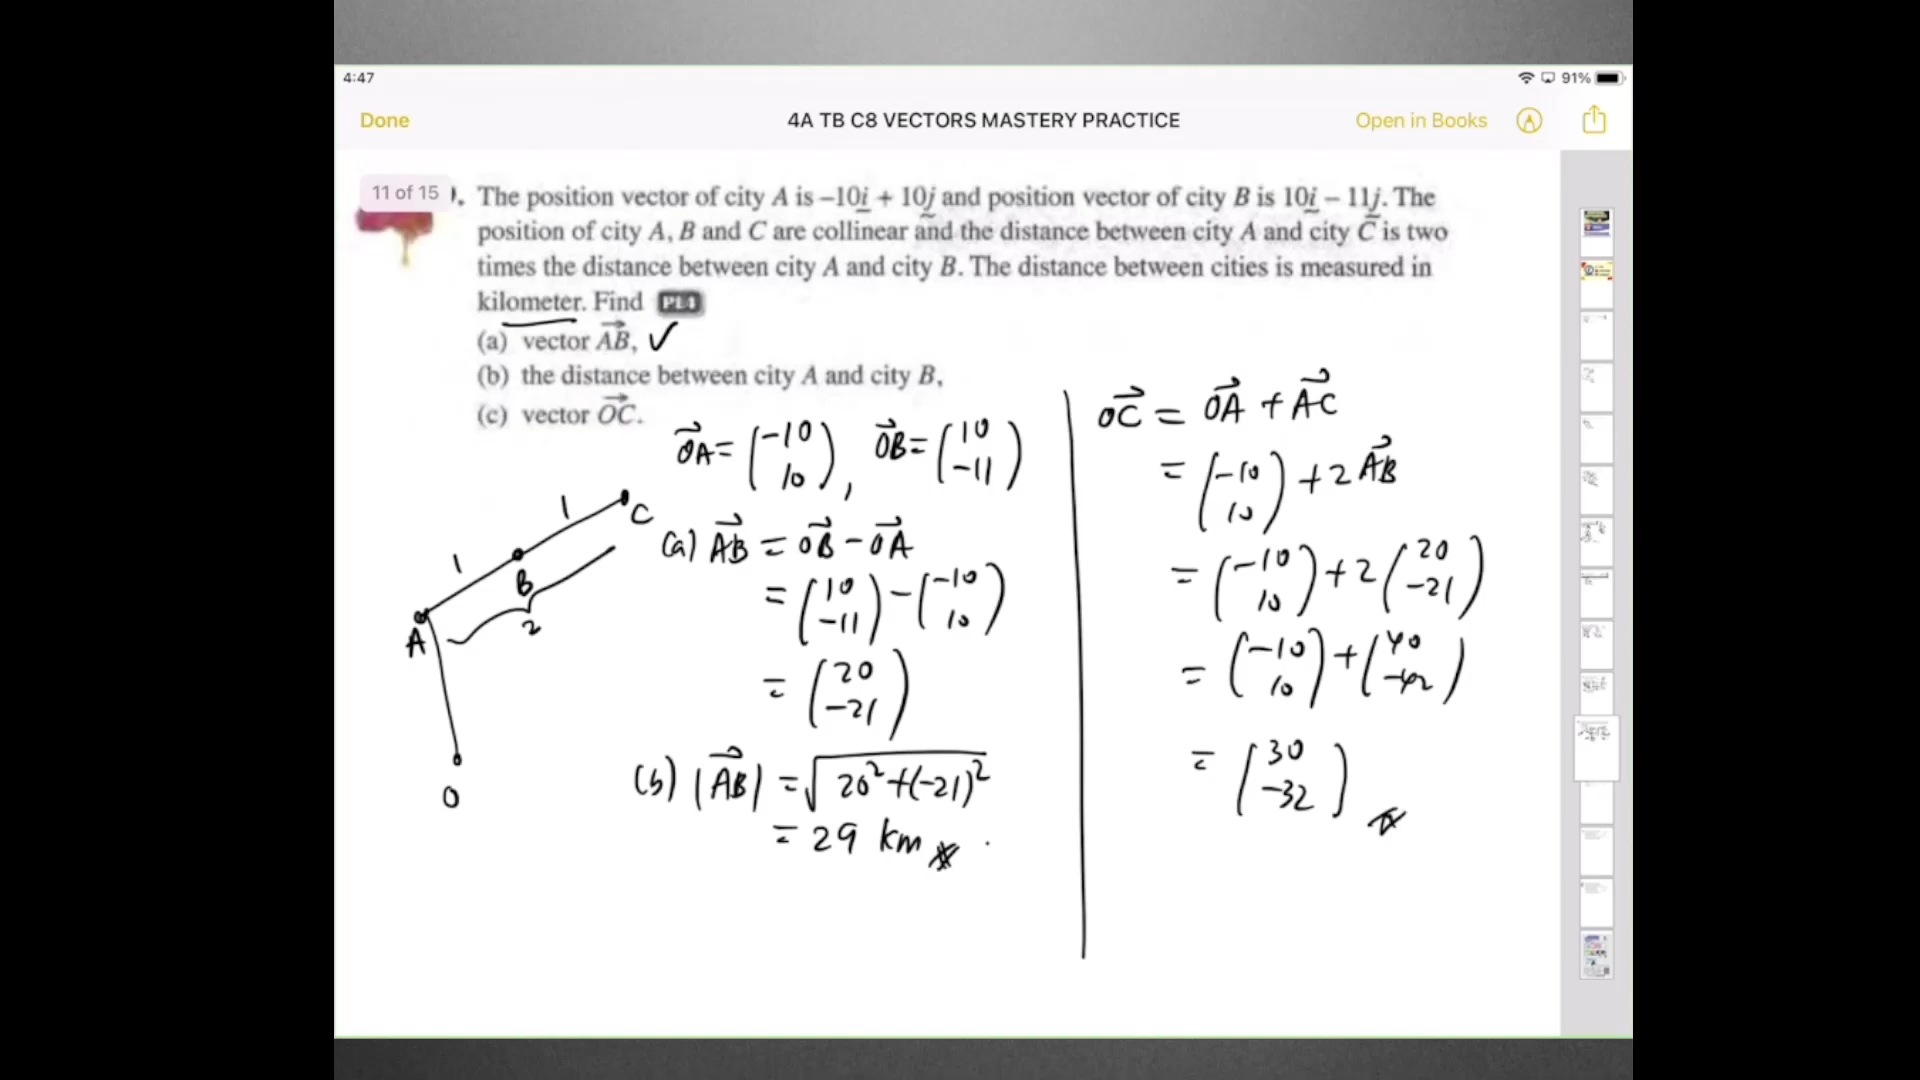 4:47
91%
Done
4A TB C8 VECTORS MASTERY PRACTICE
Open in Books
11 of 15
. The position vector of city A is –10i + 10j and position vector of city B is 10i – 11j. The
position of city A, B and C are collinear and the distance between city A and city C is two
times the distance between city A and city B. The distance between cities is measured in
kilometer. Find PL4
(a) vector AB, ✓
(b) the distance between city A and city B,
(c) vector OC.
OA = (-10 10), OB = (10 -11)
(a) AB = OB - OA
= (10 -11) - (-10 10)
= (20 -21)
(b) |AB| = √20² + (-21)²
= 29 km
1
1
C
B
A
2
O
OC = OA + AC
= (-10 10) + 2AB
= (-10 10) + 2(20 -21)
= (-10 10) + (40 -42)
= (30 -32)